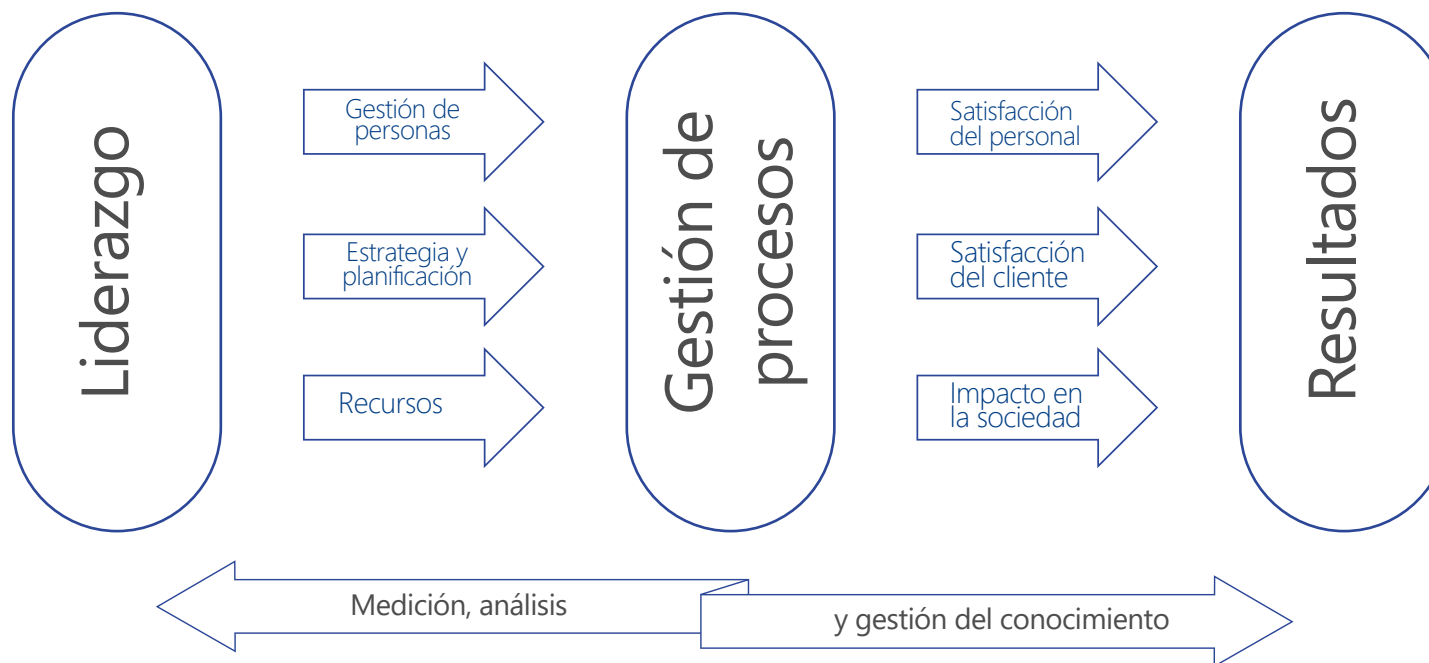 Liderazgo
Gestión de
personas
Estrategia y
planificación
Recursos
Gestión de
procesos
Satisfacción
del personal
Satisfacción
del cliente
Impacto en
la sociedad
Resultados
Medición, análisis
y gestión del conocimiento